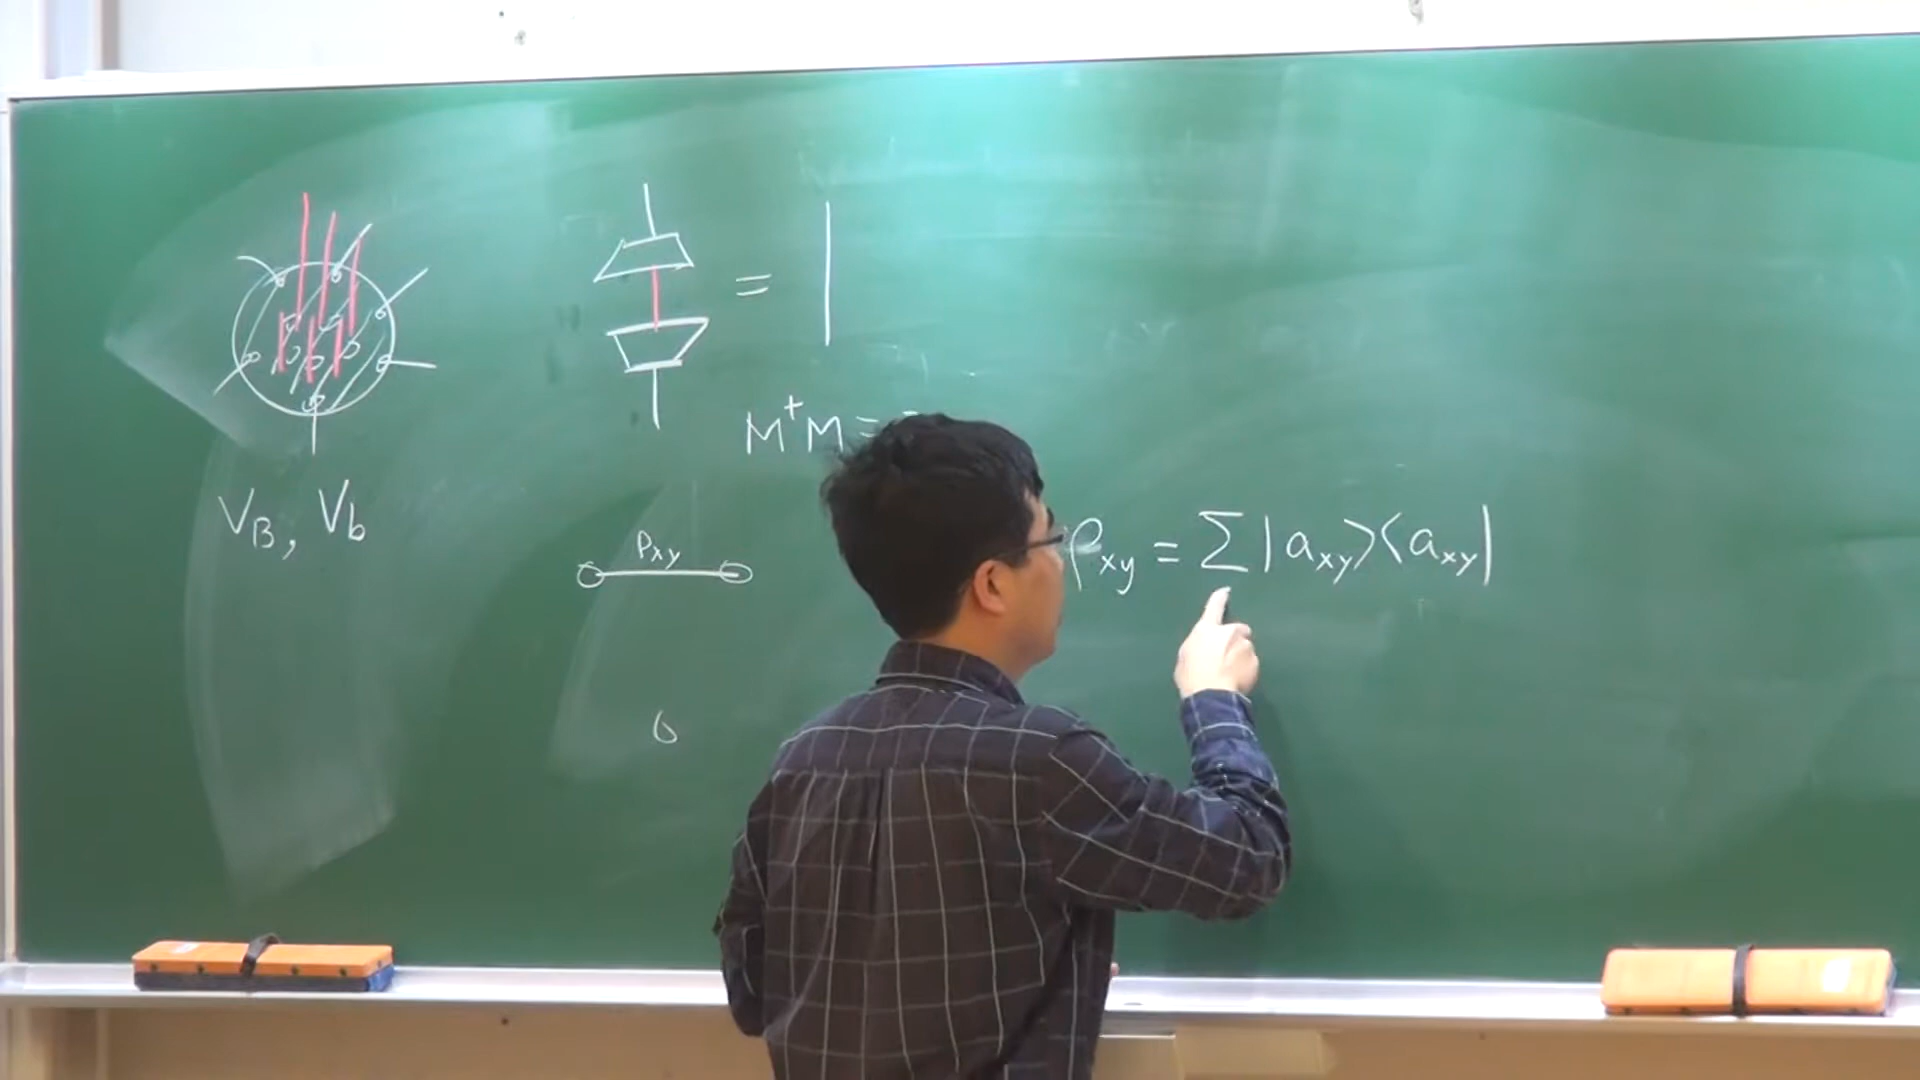 =
M†M =
V_B, V_b
ρ_xy
ρ_xy = Σ |a_xy⟩⟨a_xy|